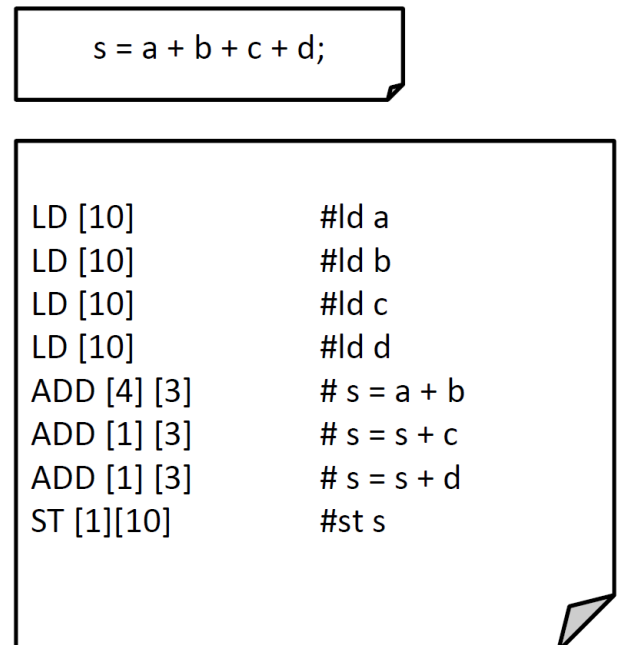 s = a + b + c + d;
LD [10] #ld a
LD [10] #ld b
LD [10] #ld c
LD [10] #ld d
ADD [4] [3] # s = a + b
ADD [1] [3] # s = s + c
ADD [1] [3] # s = s + d
ST [1][10] #st s